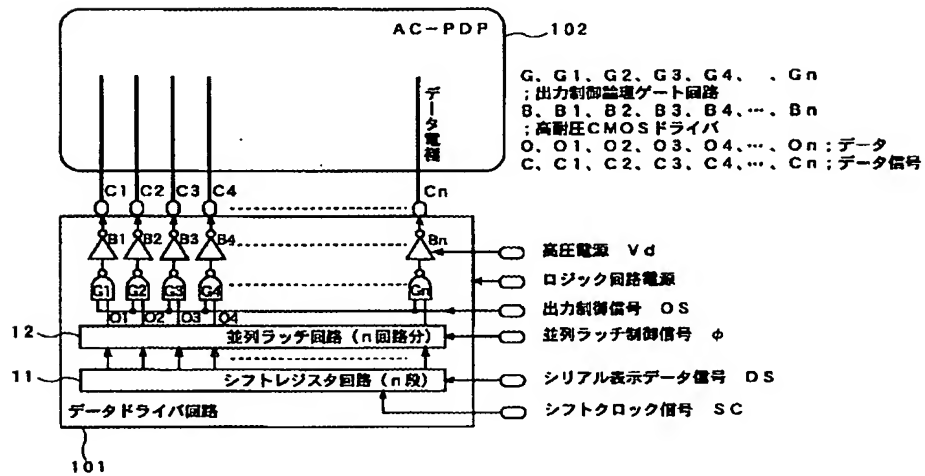 AC-PDP
102
G、G1、G2、G3、G4、 、Gn
;出力制御論理ゲート回路
B、B1、B2、B3、B4、… Bn
;高耐圧CMOSドライバ
O、O1、O2、O3、O4、…、On;データ
C、C1、C2、C3、C4、…、Cn;データ信号
データ電極
C1 C2 C3 C4 Cn
B1 B2 B3 B4 Bn
高圧電源 Vd
G1 G2 G3 G4 Gn
ロジック回路電源
出力制御信号 OS
O1 O2 O3 O4
12
並列ラッチ回路(n回路分)
並列ラッチ制御信号 φ
11
シフトレジスタ回路(n段)
シリアル表示データ信号 DS
データドライバ回路
シフトクロック信号 SC
101